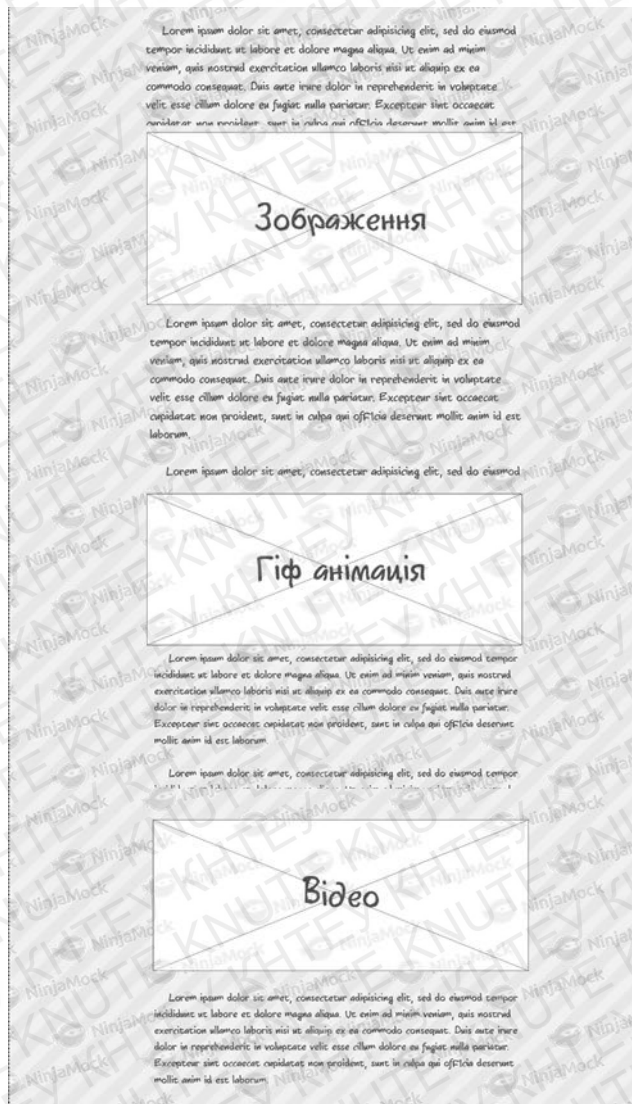 Lorem ipsum dolor sit amet, consectetur adipisicing elit, sed do eiusmod
tempor incididunt ut labore et dolore magna aliqua. Ut enim ad minim
veniam, quis nostrud exercitation ullamco laboris nisi ut aliquip ex ea
commodo consequat. Duis aute irure dolor in reprehenderit in voluptate
velit esse cillum dolore eu fugiat nulla pariatur. Excepteur sint occaecat
cupidatat non proident, sunt in culpa qui officia deserunt mollit anim id est
Зображення
Lorem ipsum dolor sit amet, consectetur adipisicing elit, sed do eiusmod
tempor incididunt ut labore et dolore magna aliqua. Ut enim ad minim
veniam, quis nostrud exercitation ullamco laboris nisi ut aliquip ex ea
commodo consequat. Duis aute irure dolor in reprehenderit in voluptate
velit esse cillum dolore eu fugiat nulla pariatur. Excepteur sint occaecat
cupidatat non proident, sunt in culpa qui officia deserunt mollit anim id est
laborum.
Lorem ipsum dolor sit amet, consectetur adipisicing elit, sed do eiusmod
Гіф анімація
Lorem ipsum dolor sit amet, consectetur adipisicing elit, sed do eiusmod tempor
incididunt ut labore et dolore magna aliqua. Ut enim ad minim veniam, quis nostrud
exercitation ullamco laboris nisi ut aliquip ex ea commodo consequat. Duis aute irure
dolor in reprehenderit in voluptate velit esse cillum dolore eu fugiat nulla pariatur.
Excepteur sint occaecat cupidatat non proident, sunt in culpa qui officia deserunt
mollit anim id est laborum.
Lorem ipsum dolor sit amet, consectetur adipisicing elit, sed do eiusmod tempor
Відео
Lorem ipsum dolor sit amet, consectetur adipisicing elit, sed do eiusmod tempor
incididunt ut labore et dolore magna aliqua. Ut enim ad minim veniam, quis nostrud
exercitation ullamco laboris nisi ut aliquip ex ea commodo consequat. Duis aute irure
dolor in reprehenderit in voluptate velit esse cillum dolore eu fugiat nulla pariatur.
Excepteur sint occaecat cupidatat non proident, sunt in culpa qui officia deserunt
mollit anim id est laborum.